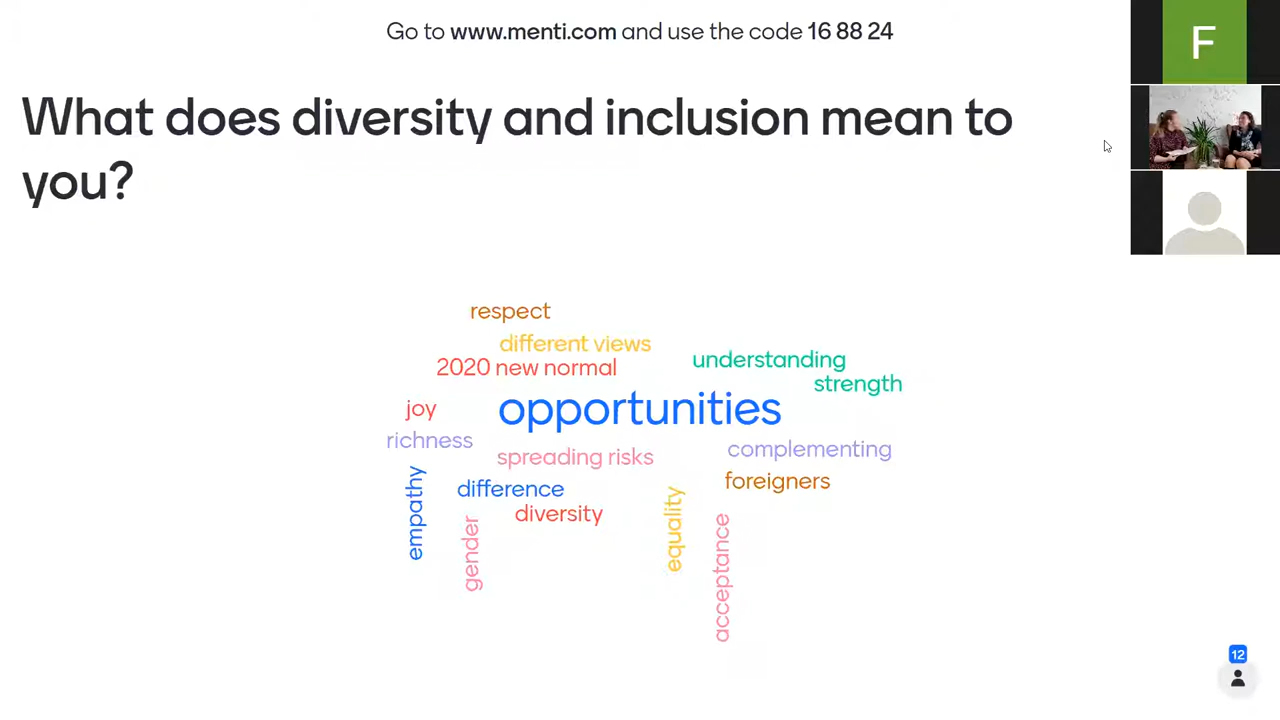 Go to www.menti.com and use the code 16 88 24
F
What does diversity and inclusion mean to
you?
respect
different views
2020 new normal
understanding
strength
joy
opportunities
richness
complementing
spreading risks
foreigners
empathy
difference
diversity
equality
gender
acceptance
12